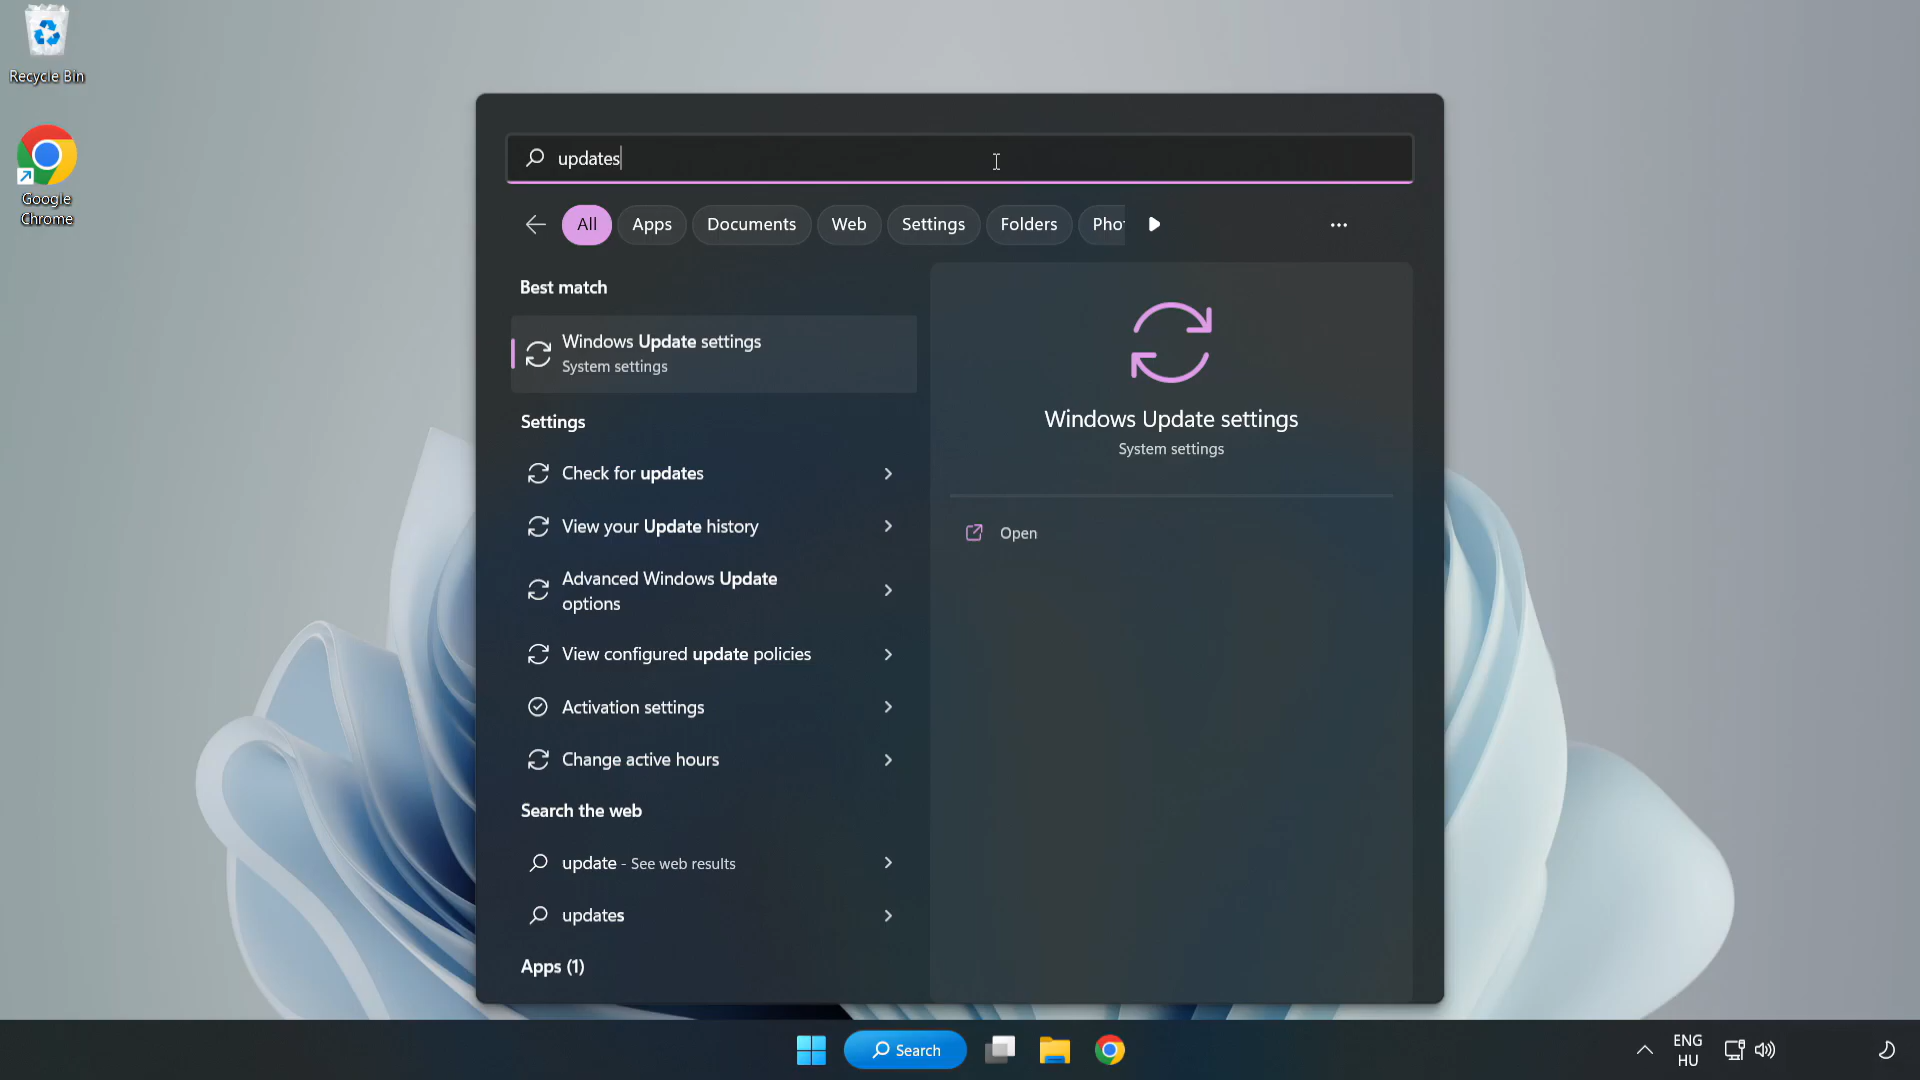 Recycle Bin
Google
Chrome
updates
All Apps Documents Web Settings Folders Phot
Best match
Windows Update settings
System settings
Settings
Check for updates
View your Update history
Advanced Windows Update
options
View configured update policies
Activation settings
Change active hours
Search the web
update - See web results
updates
Apps (1)
Windows Update settings
System settings
Open
Search
ENG
HU